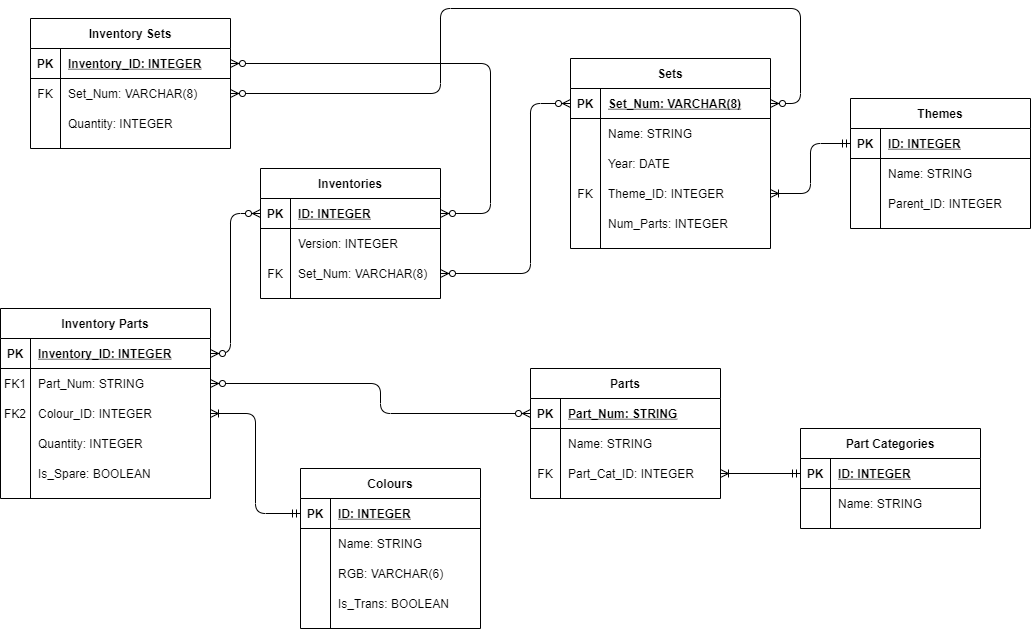 Inventory Sets
PK Inventory_ID: INTEGER
FK Set_Num: VARCHAR(8)
Quantity: INTEGER
Sets
PK Set_Num: VARCHAR(8)
Name: STRING
Year: DATE
FK Theme_ID: INTEGER
Num_Parts: INTEGER
Themes
PK ID: INTEGER
Name: STRING
Parent_ID: INTEGER
Inventories
PK ID: INTEGER
Version: INTEGER
FK Set_Num: VARCHAR(8)
Inventory Parts
PK Inventory_ID: INTEGER
FK1 Part_Num: STRING
FK2 Colour_ID: INTEGER
Quantity: INTEGER
Is_Spare: BOOLEAN
Parts
PK Part_Num: STRING
Name: STRING
FK Part_Cat_ID: INTEGER
Part Categories
PK ID: INTEGER
Name: STRING
Colours
PK ID: INTEGER
Name: STRING
RGB: VARCHAR(6)
Is_Trans: BOOLEAN